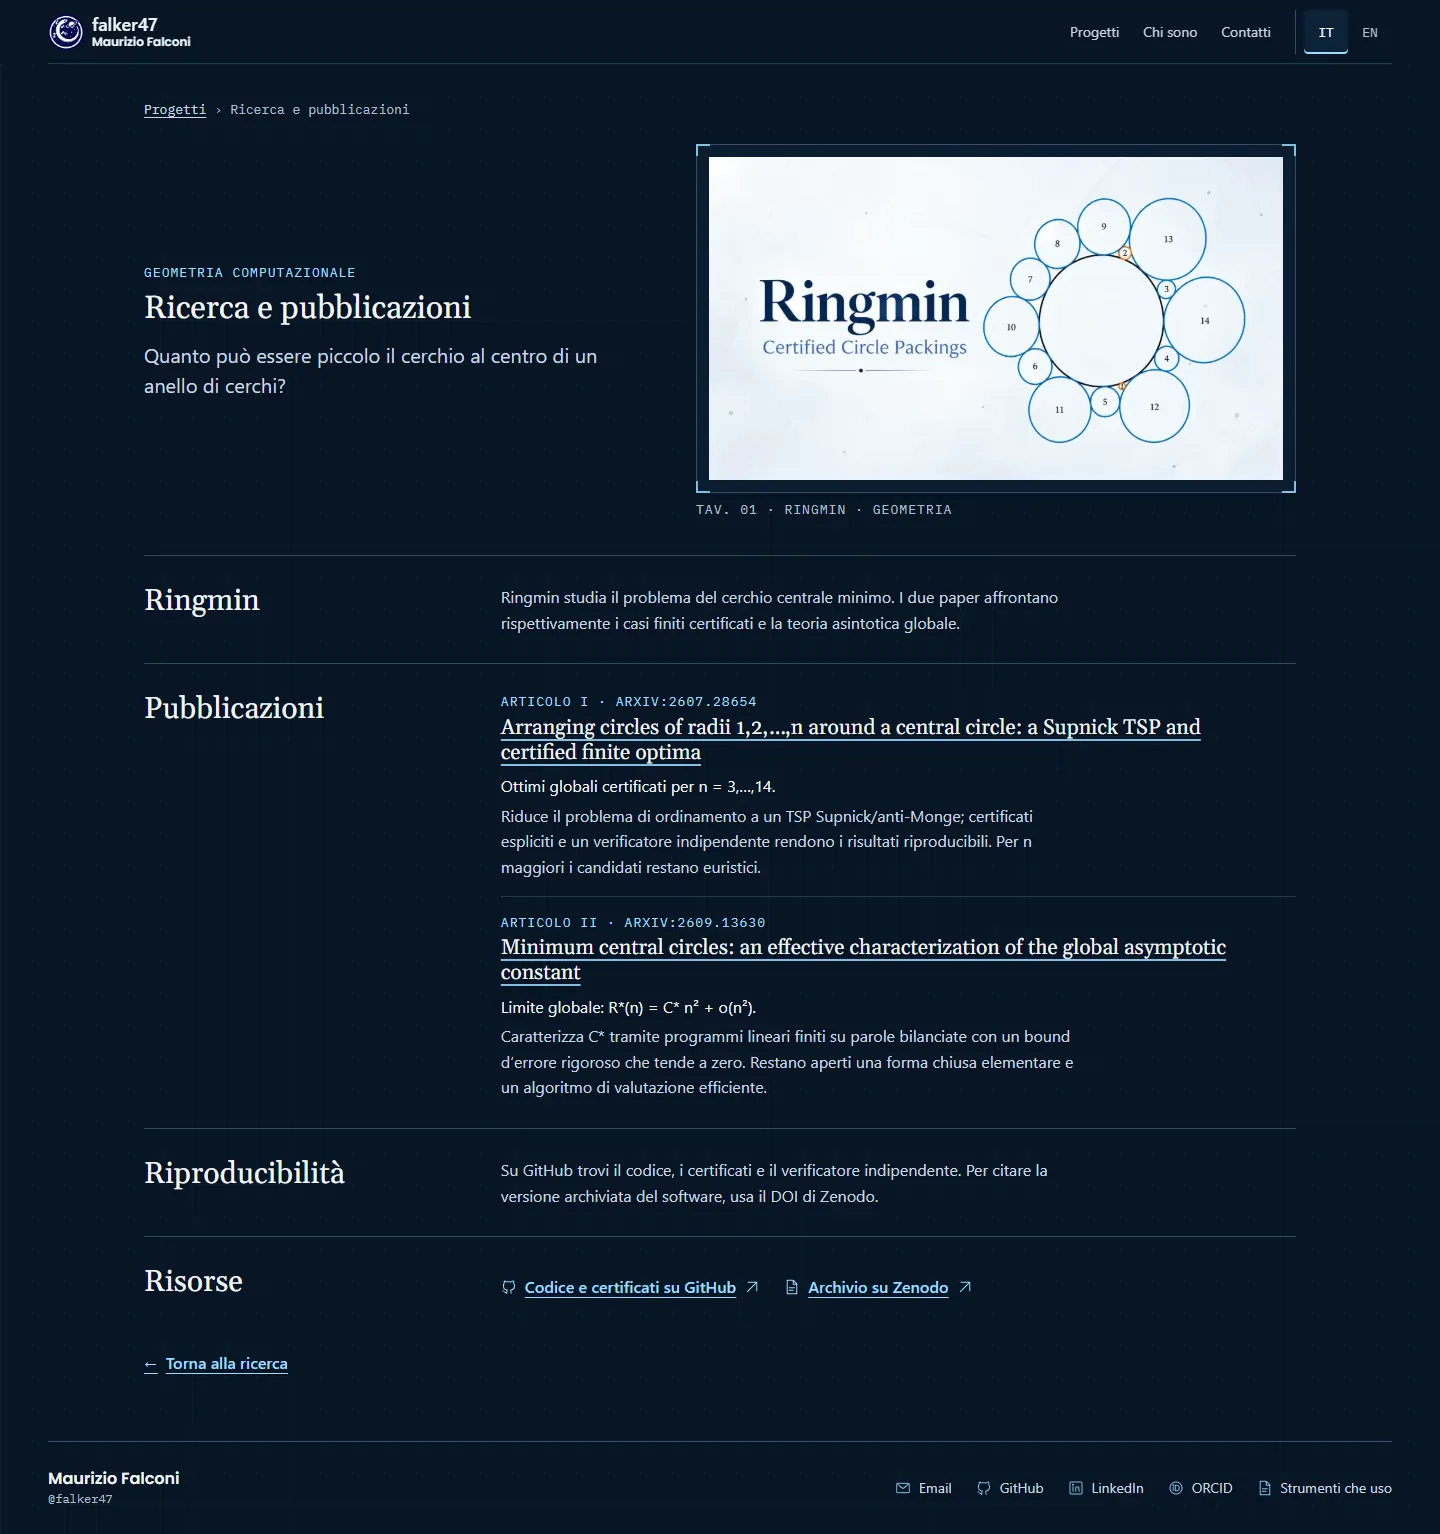 falker47
Maurizio Falconi
Progetti
Chi sono
Contatti
IT
EN
Progetti › Ricerca e pubblicazioni
GEOMETRIA COMPUTAZIONALE
Ricerca e pubblicazioni
Quanto può essere piccolo il cerchio al centro di un
anello di cerchi?
Ringmin
Certified Circle Packings
9
13
8
2
7
3
10
14
4
6
5
11
12
1
TAV. 01 · RINGMIN · GEOMETRIA
Ringmin
Ringmin studia il problema del cerchio centrale minimo. I due paper affrontano
rispettivamente i casi finiti certificati e la teoria asintotica globale.
Pubblicazioni
ARTICOLO I · ARXIV:2607.28654
Arranging circles of radii 1,2,…,n around a central circle: a Supnick TSP and
certified finite optima
Ottimi globali certificati per n = 3,…,14.
Riduce il problema di ordinamento a un TSP Supnick/anti-Monge; certificati
espliciti e un verificatore indipendente rendono i risultati riproducibili. Per n
maggiori i candidati restano euristici.
ARTICOLO II · ARXIV:2609.13630
Minimum central circles: an effective characterization of the global asymptotic
constant
Limite globale: R*(n) = C* n² + o(n²).
Caratterizza C* tramite programmi lineari finiti su parole bilanciate con un bound
d'errore rigoroso che tende a zero. Restano aperti una forma chiusa elementare e
un algoritmo di valutazione efficiente.
Riproducibilità
Su GitHub trovi il codice, i certificati e il verificatore indipendente. Per citare la
versione archiviata del software, usa il DOI di Zenodo.
Risorse
Codice e certificati su GitHub ↗
Archivio su Zenodo ↗
← Torna alla ricerca
Maurizio Falconi
@falker47
Email
GitHub
LinkedIn
ORCID
Strumenti che uso